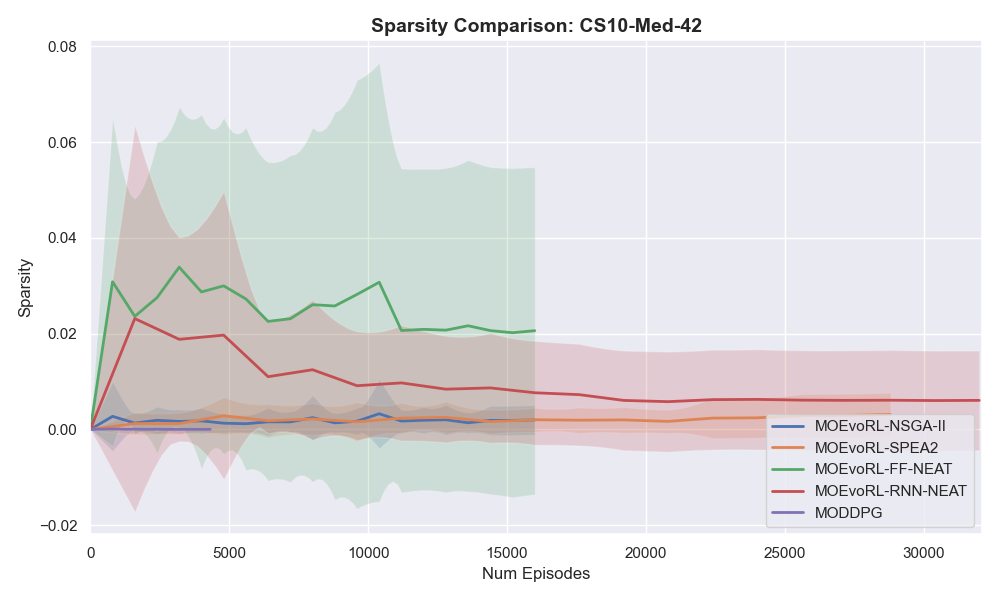 Sparsity Comparison: CS10-Med-42
0.08
0.06
0.04
0.02
0.00
−0.02
Sparsity
0
5000
10000
15000
20000
25000
30000
Num Episodes
MOEvoRL-NSGA-II
MOEvoRL-SPEA2
MOEvoRL-FF-NEAT
MOEvoRL-RNN-NEAT
MODDPG